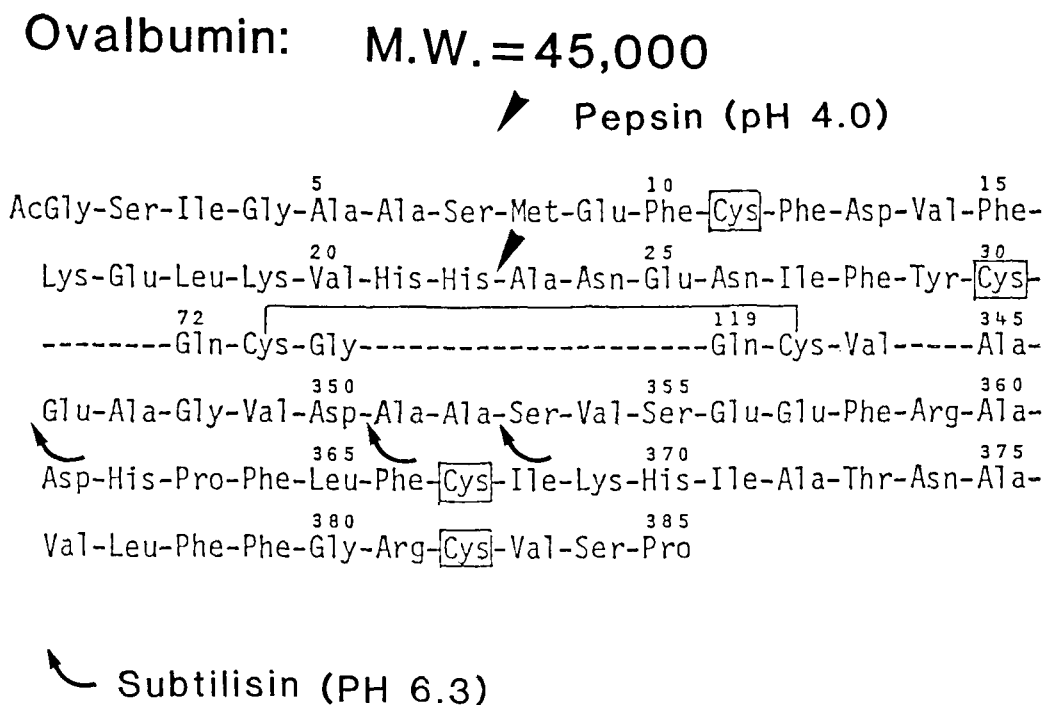 Ovalbumin: M.W.=45,000
Pepsin (pH 4.0)
5 10 15
AcGly-Ser-Ile-Gly-Ala-Ala-Ser-Met-Glu-Phe-Cys-Phe-Asp-Val-Phe-
20 25 30
Lys-Glu-Leu-Lys-Val-His-His-Ala-Asn-Glu-Asn-Ile-Phe-Tyr-Cys-
72 119 345
--------Gln-Cys-Gly----------------------Gln-Cys-Val-----Ala-
350 355 360
Glu-Ala-Gly-Val-Asp-Ala-Ala-Ser-Val-Ser-Glu-Glu-Phe-Arg-Ala-
365 370 375
Asp-His-Pro-Phe-Leu-Phe-Cys-Ile-Lys-His-Ile-Ala-Thr-Asn-Ala-
380 385
Val-Leu-Phe-Phe-Gly-Arg-Cys-Val-Ser-Pro
Subtilisin (PH 6.3)